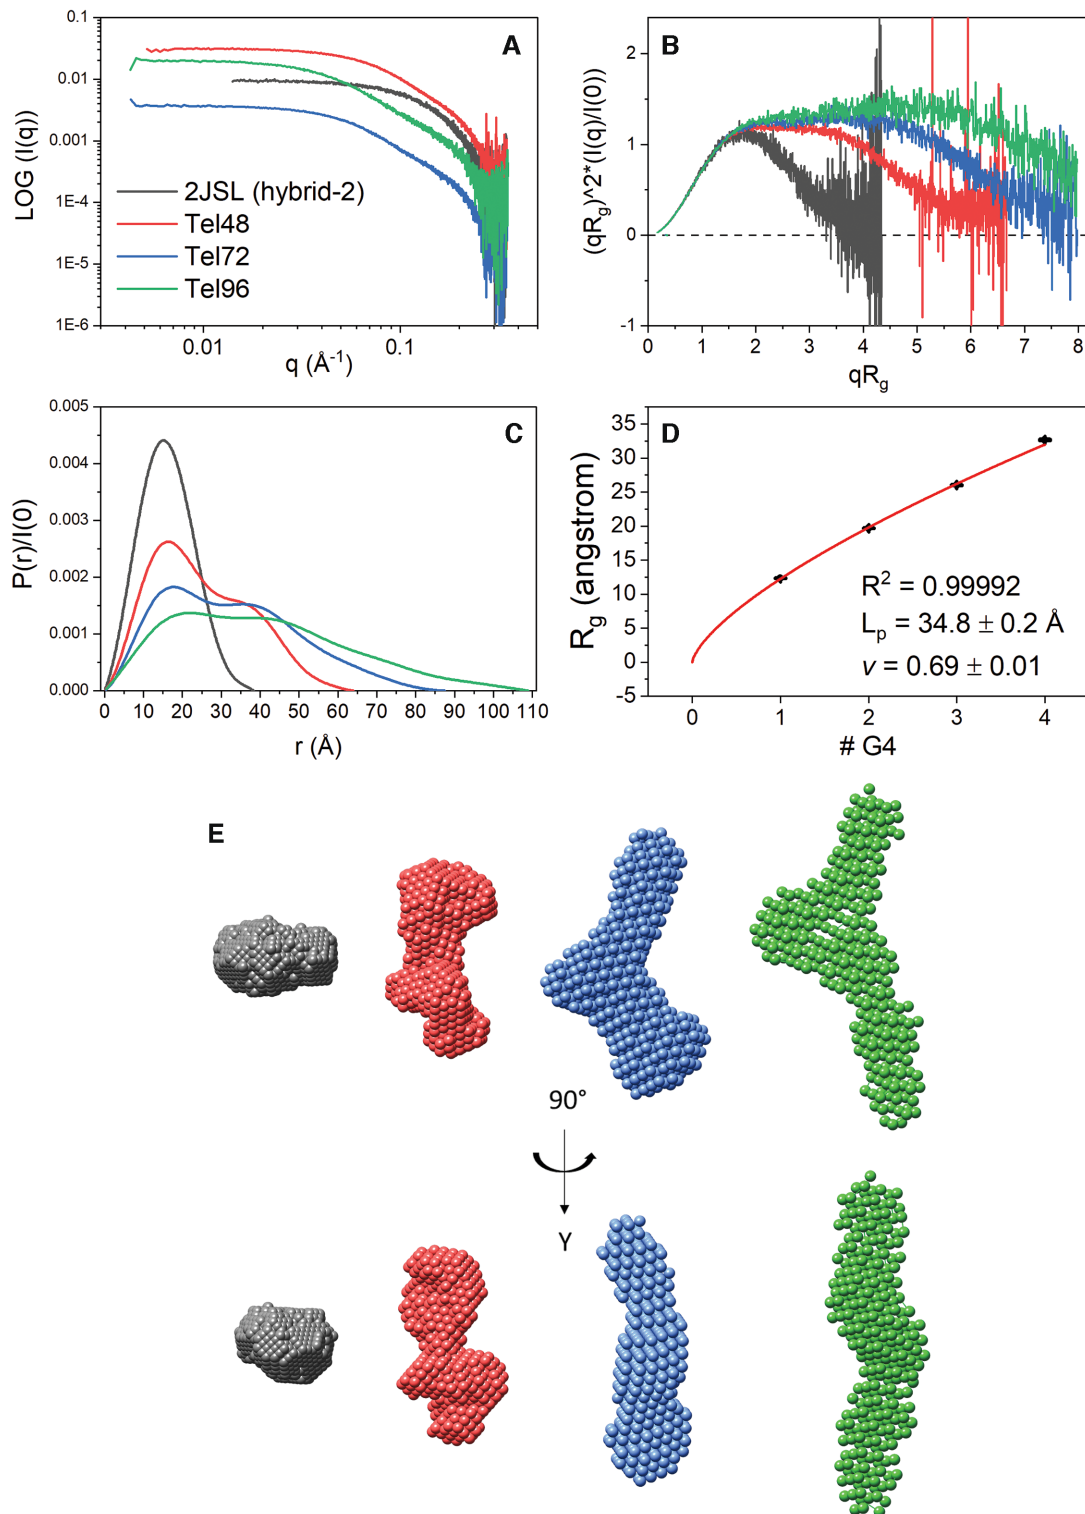 A
LOG (I(q))
0.1
0.01
0.001
1E-4
1E-5
1E-6
2JSL (hybrid-2)
Tel48
Tel72
Tel96
0.01
0.1
q (Å⁻¹)
B
(qRg)^2*(I(q)/I(0))
2
1
0
-1
0 1 2 3 4 5 6 7 8
qRg
C
P(r)/I(0)
0.005
0.004
0.003
0.002
0.001
0.000
0 10 20 30 40 50 60 70 80 90 100 110
r (Å)
D
Rg (angstrom)
35
30
25
20
15
10
5
0
-5
R² = 0.99992
Lp = 34.8 ± 0.2 Å
v = 0.69 ± 0.01
0 1 2 3 4
# G4
E
90°
Y